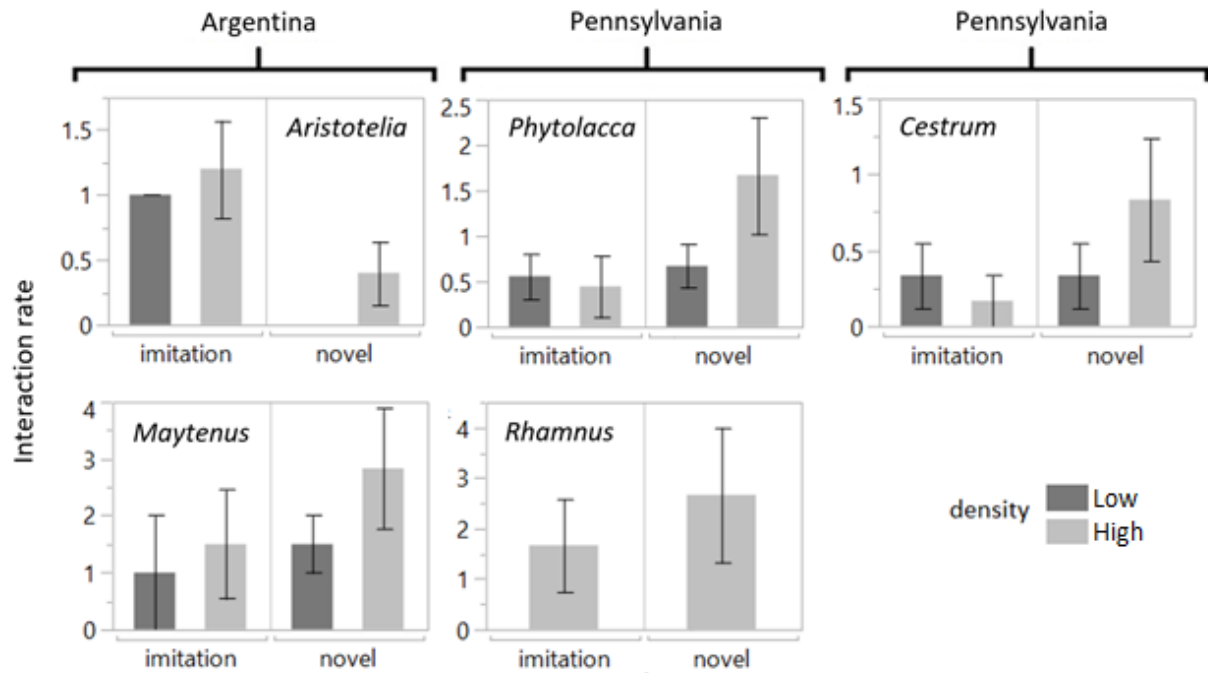 Argentina
Pennsylvania
Pennsylvania
Interaction rate
1.5
1
0.5
0
Aristotelia
imitation
novel
2.5
2
1.5
1
0.5
0
Phytolacca
imitation
novel
1.5
1
0.5
0
Cestrum
imitation
novel
4
3
2
1
0
Maytenus
imitation
novel
4
3
2
1
0
Rhamnus
imitation
novel
density
Low
High